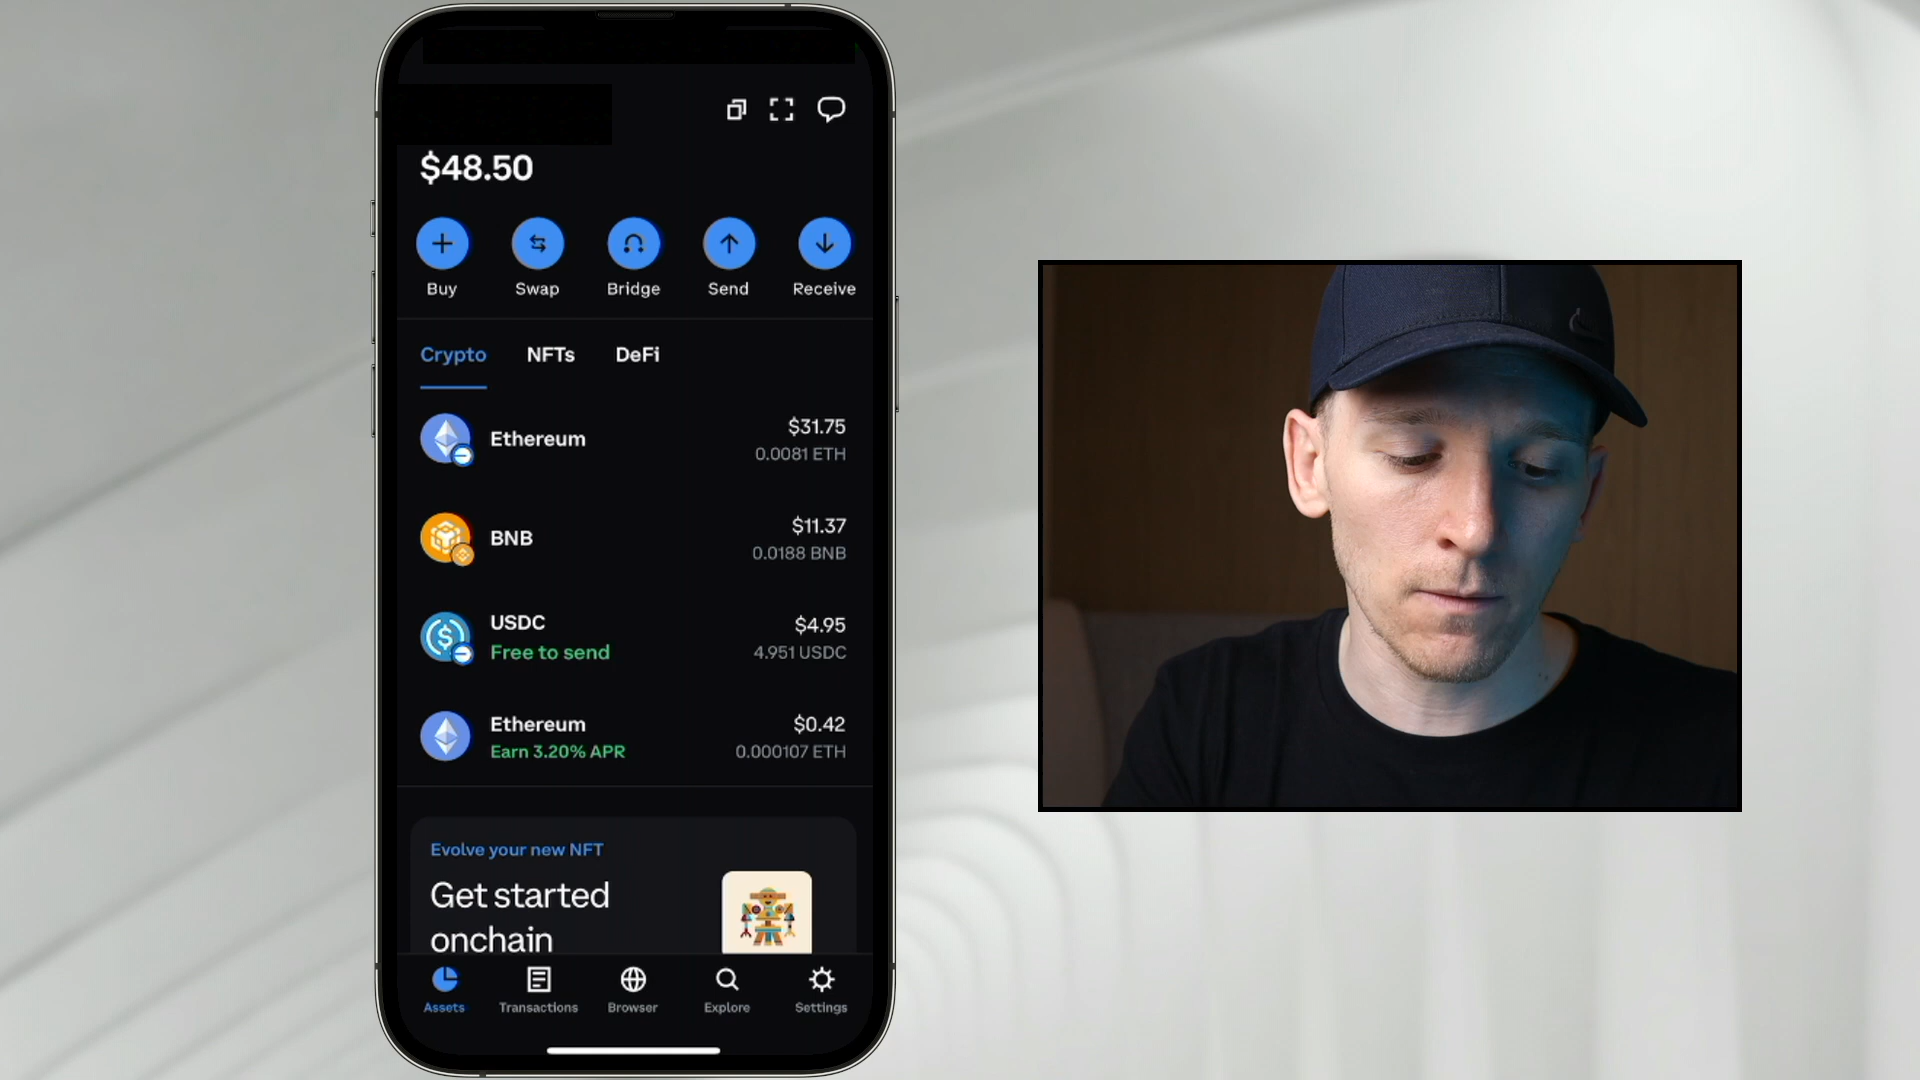 $48.50
Buy Swap Bridge Send Receive
Crypto NFTs DeFi
Ethereum $31.75
0.0081 ETH
BNB $11.37
0.0188 BNB
USDC $4.95
Free to send 4.951 USDC
Ethereum $0.42
Earn 3.20% APR 0.000107 ETH
Evolve your new NFT
Get started
onchain
Assets Transactions Browser Explore Settings